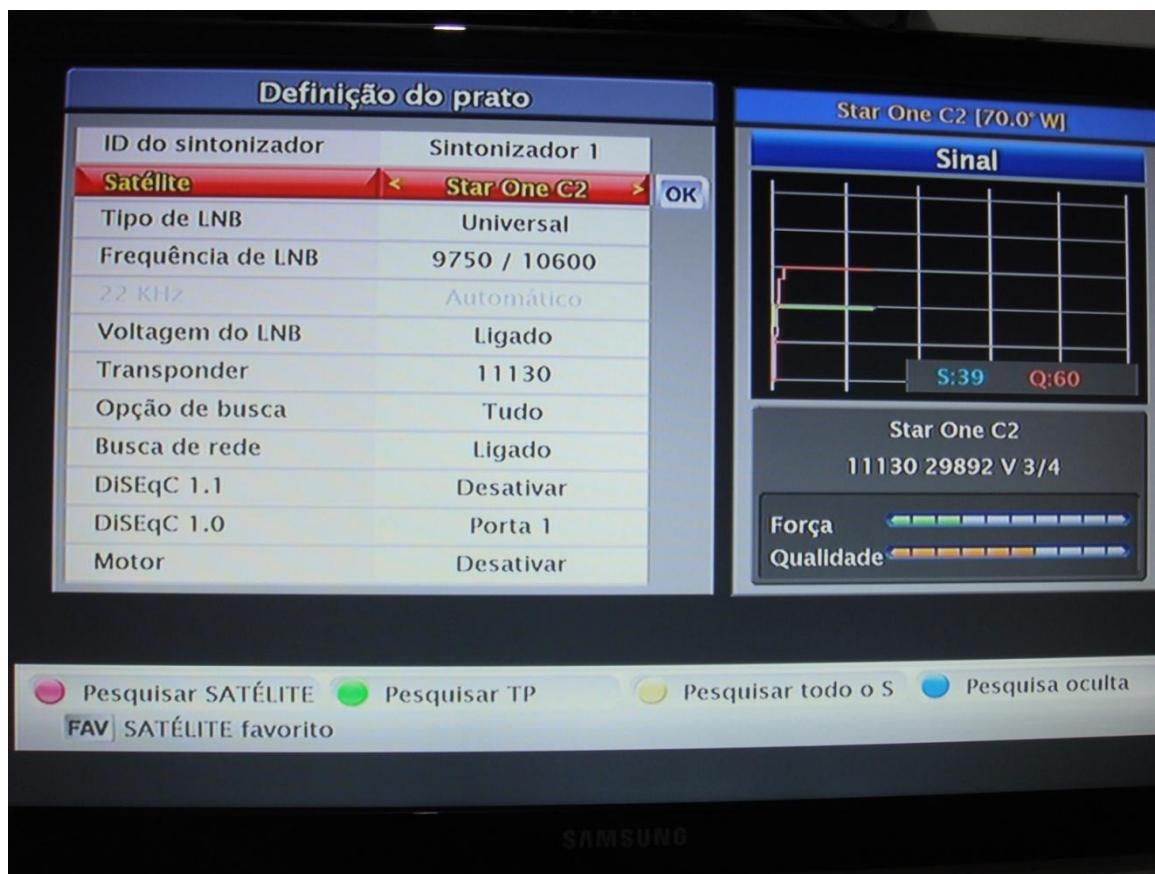 Definição do prato
ID do sintonizador Sintonizador 1
Satélite < Star One C2 > OK
Tipo de LNB Universal
Frequência de LNB 9750 / 10600
22 KHz Automático
Voltagem do LNB Ligado
Transponder 11130
Opção de busca Tudo
Busca de rede Ligado
DiSEqC 1.1 Desativar
DiSEqC 1.0 Porta 1
Motor Desativar
Star One C2 [70.0° W]
Sinal
S:39 Q:60
Star One C2
11130 29892 V 3/4
Força
Qualidade
Pesquisar SATÉLITE Pesquisar TP Pesquisar todo o S Pesquisa oculta
FAV SATÉLITE favorito
SAMSUNG